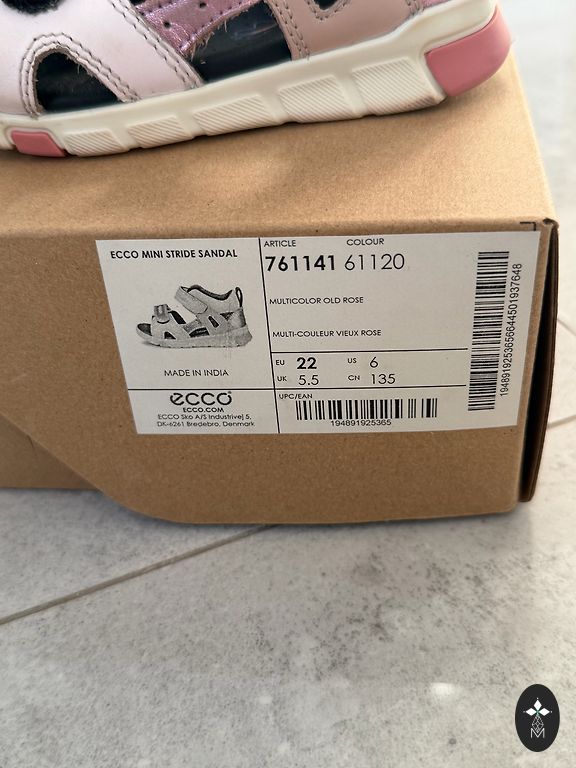 ECCO MINI STRIDE SANDAL
MADE IN INDIA
ecco
ECCO.COM
ECCO Sko A/S Industrivej 5,
DK-6261 Bredebro, Denmark
ARTICLE COLOUR
761141 61120
MULTICOLOR OLD ROSE
MULTI-COULEUR VIEUX ROSE
EU 22 US 6
UK 5.5 CN 135
UPC/EAN
194891925365
1948919253656644501937648
M